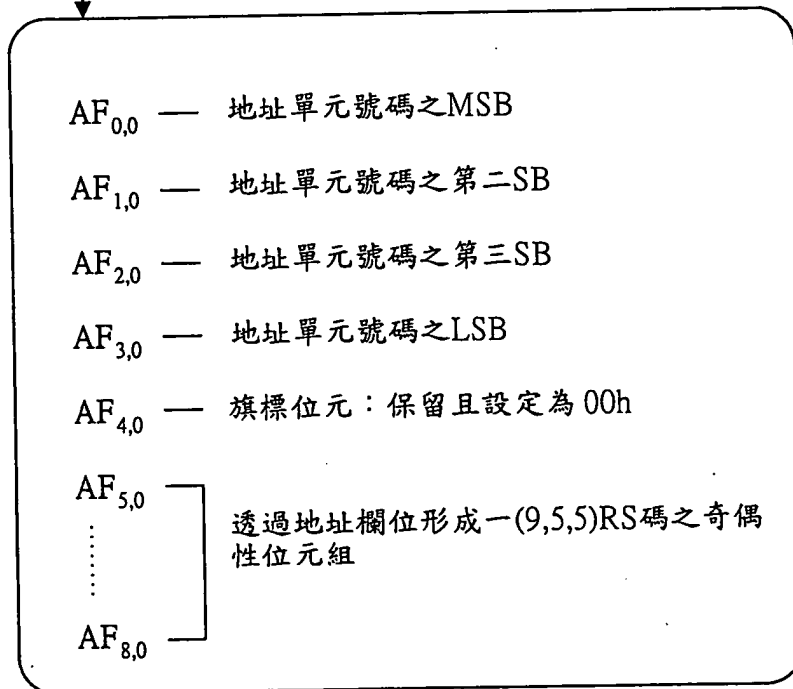 AF0,0 — 地址單元號碼之MSB
AF1,0 — 地址單元號碼之第二SB
AF2,0 — 地址單元號碼之第三SB
AF3,0 — 地址單元號碼之LSB
AF4,0 — 旗標位元：保留且設定為00h
AF5,0
透過地址欄位形成一(9,5,5)RS碼之奇偶
性位元組
AF8,0